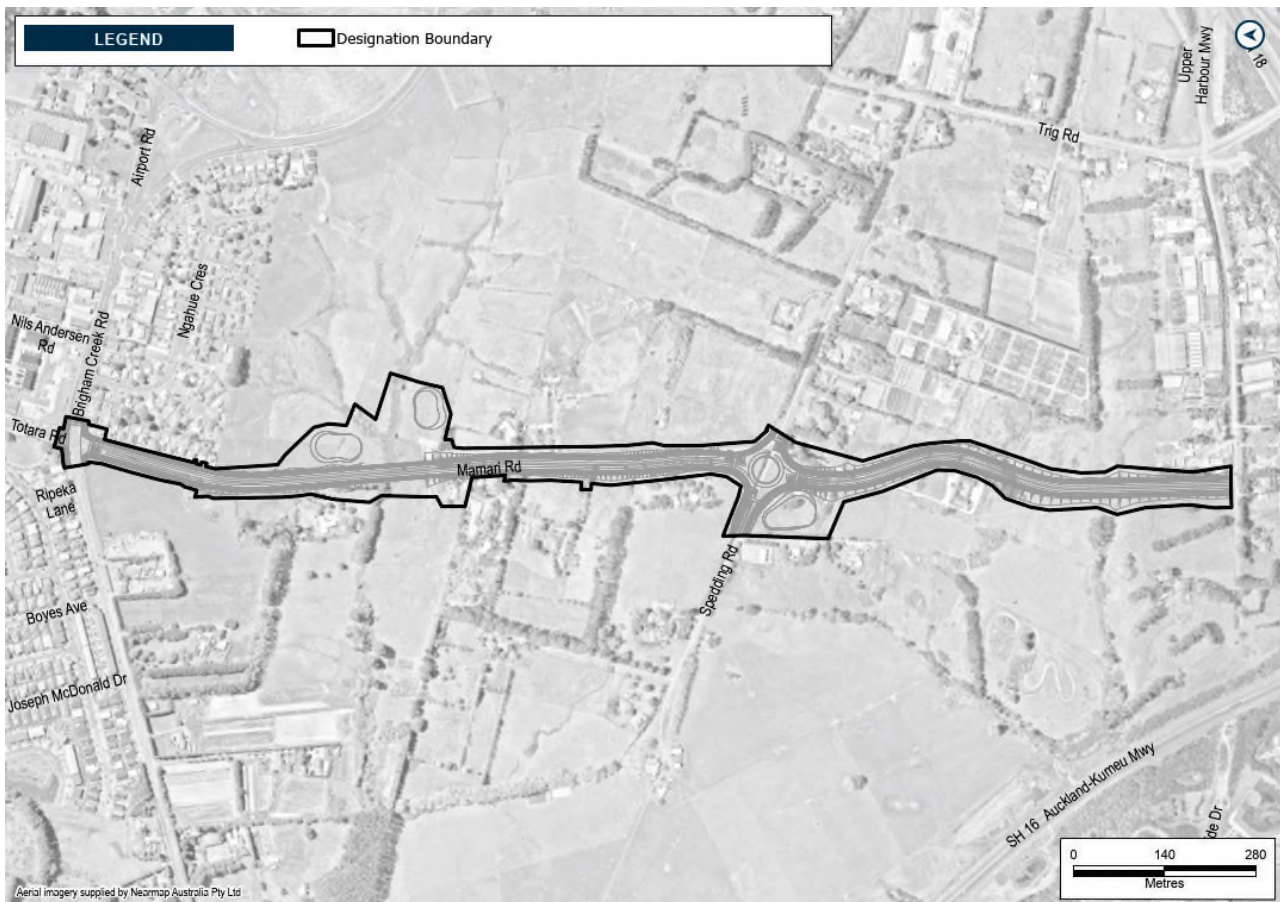 LEGEND
Designation Boundary
18
Upper
Harbour Mwy
Trig Rd
Airport Rd
Ngahue Cres
Nils Andersen
Rd
Brigham Creek Rd
Totara Rd
Mamari Rd
Ripeka
Lane
Spedding Rd
Boyes Ave
Joseph McDonald Dr
SH 16 Auckland-Kumeu Mwy
de Dr
0 140 280
Metres
Aerial imagery supplied by Nearmap Australia Pty Ltd